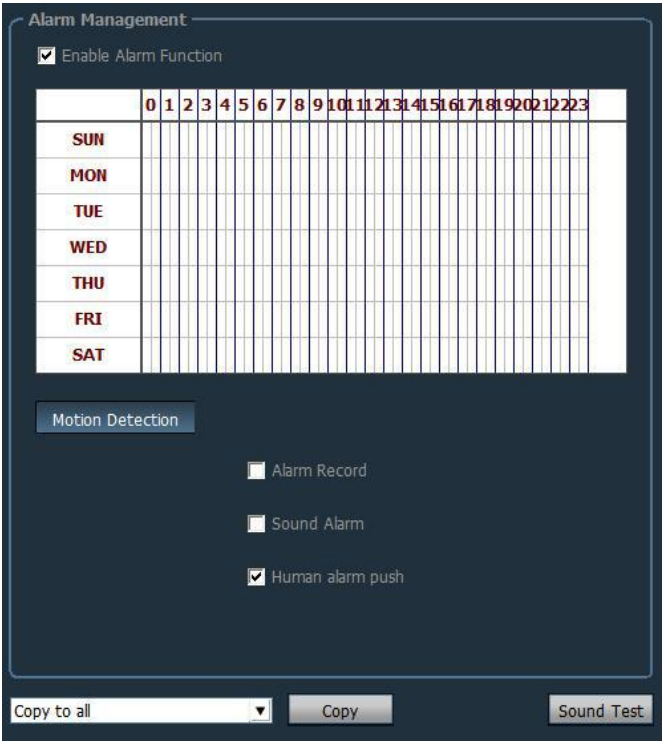 Alarm Management
Enable Alarm Function
0 1 2 3 4 5 6 7 8 9 10 11 12 13 14 15 16 17 18 19 20 21 22 23
SUN
MON
TUE
WED
THU
FRI
SAT
Motion Detection
Alarm Record
Sound Alarm
Human alarm push
Copy to all Copy Sound Test